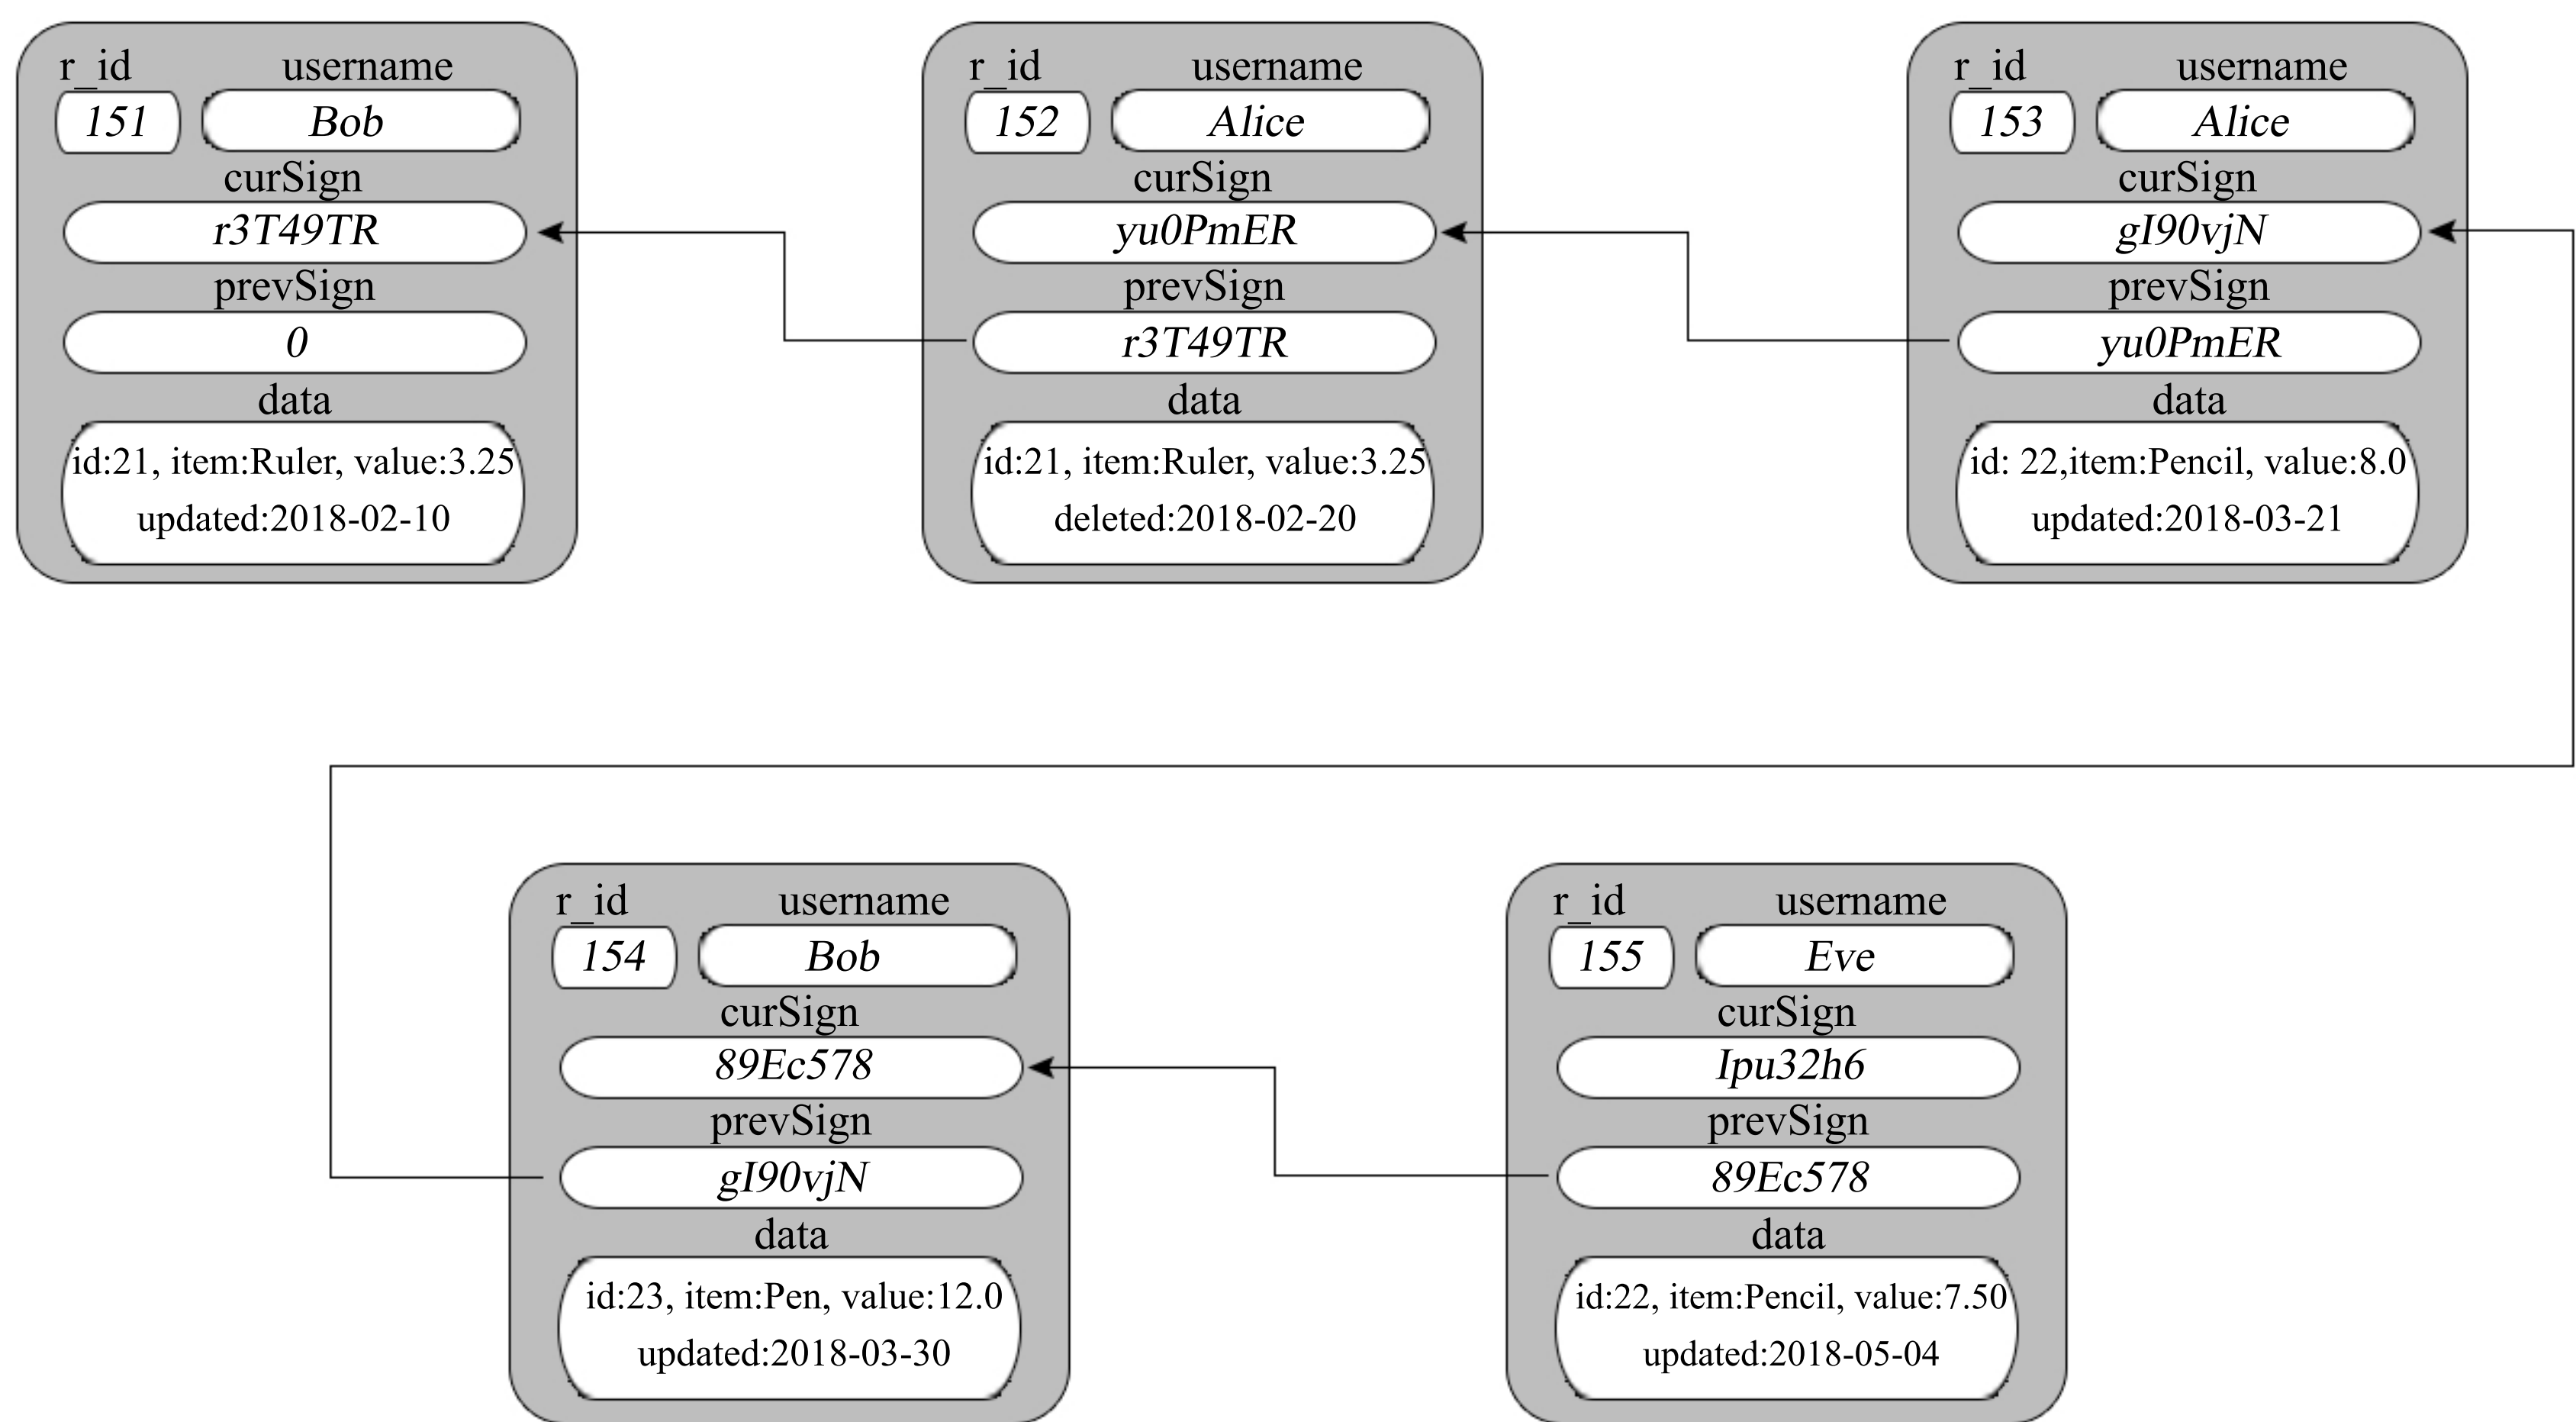 r_id username
151 Bob
curSign
r3T49TR
prevSign
0
data
id:21, item:Ruler, value:3.25
updated:2018-02-10
r_id username
152 Alice
curSign
yu0PmER
prevSign
r3T49TR
data
id:21, item:Ruler, value:3.25
deleted:2018-02-20
r_id username
153 Alice
curSign
gI90vjN
prevSign
yu0PmER
data
id: 22,item:Pencil, value:8.0
updated:2018-03-21
r_id username
154 Bob
curSign
89Ec578
prevSign
gI90vjN
data
id:23, item:Pen, value:12.0
updated:2018-03-30
r_id username
155 Eve
curSign
Ipu32h6
prevSign
89Ec578
data
id:22, item:Pencil, value:7.50
updated:2018-05-04